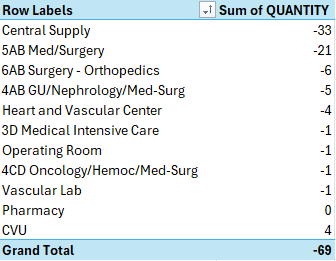 Row Labels Sum of QUANTITY
Central Supply -33
5AB Med/Surgery -21
6AB Surgery - Orthopedics -6
4AB GU/Nephrology/Med-Surg -5
Heart and Vascular Center -4
3D Medical Intensive Care -1
Operating Room -1
4CD Oncology/Hemoc/Med-Surg -1
Vascular Lab -1
Pharmacy 0
CVU 4
Grand Total -69